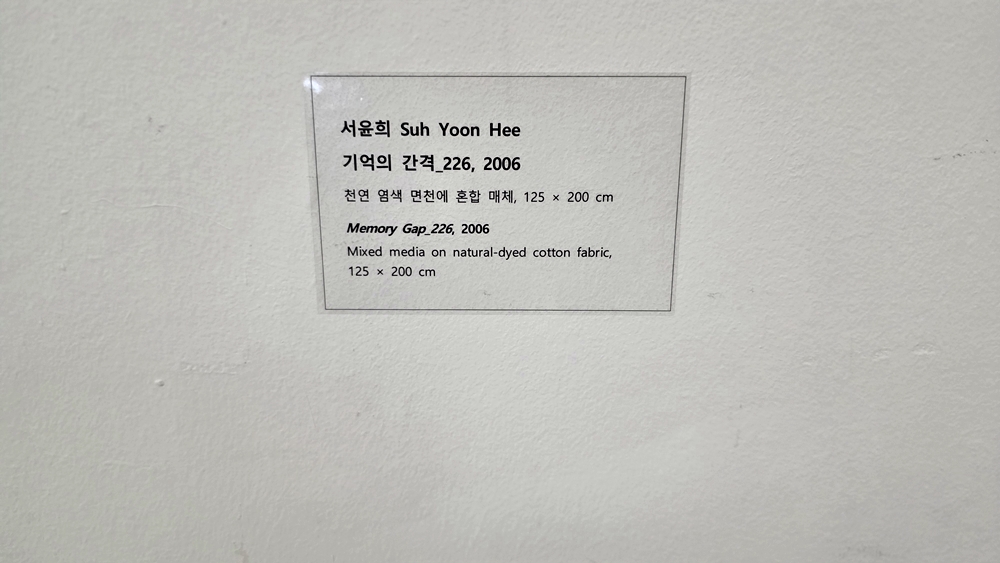 서윤희 Suh Yoon Hee
기억의 간격_226, 2006
천연 염색 면천에 혼합 매체, 125 × 200 cm
Memory Gap_226, 2006
Mixed media on natural-dyed cotton fabric,
125 × 200 cm